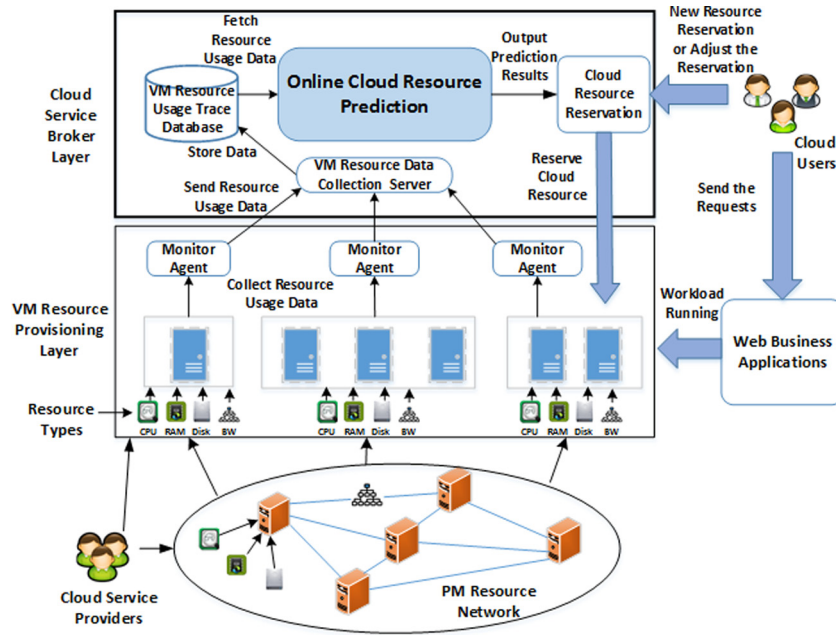 Fetch
Resource
Usage Data
Output
Prediction
Results
New Resource
Reservation
or Adjust the
Reservation
Cloud
Service
Broker
Layer
VM Resource
Usage Trace
Database
Online Cloud Resource
Prediction
Cloud
Resource
Reservation
Store Data
VM Resource Data
Collection Server
Send Resource
Usage Data
Reserve
Cloud
Resource
Cloud
Users
Send the
Requests
Monitor
Agent
Monitor
Agent
Monitor
Agent
Collect Resource
Usage Data
VM Resource
Provisioning
Layer
Workload
Running
Web Business
Applications
Resource
Types
CPU RAM Disk BW
CPU RAM Disk BW
CPU RAM Disk BW
Cloud Service
Providers
PM Resource
Network